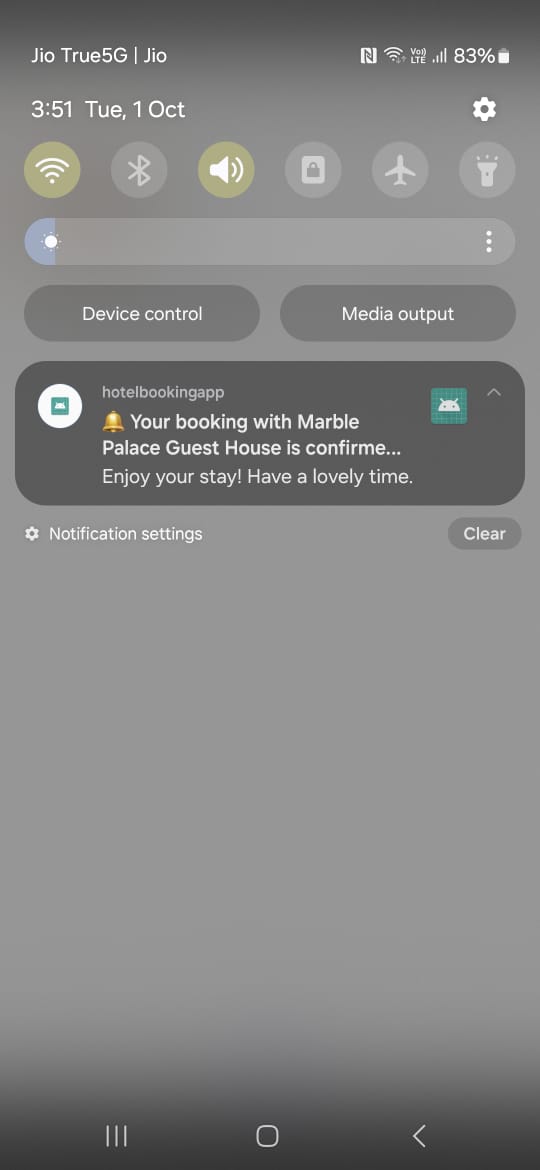 Jio True5G | Jio
Vo)) LTE 83%
3:51 Tue, 1 Oct
Device control
Media output
hotelbookingapp
🔔 Your booking with Marble
Palace Guest House is confirme...
Enjoy your stay! Have a lovely time.
Notification settings
Clear